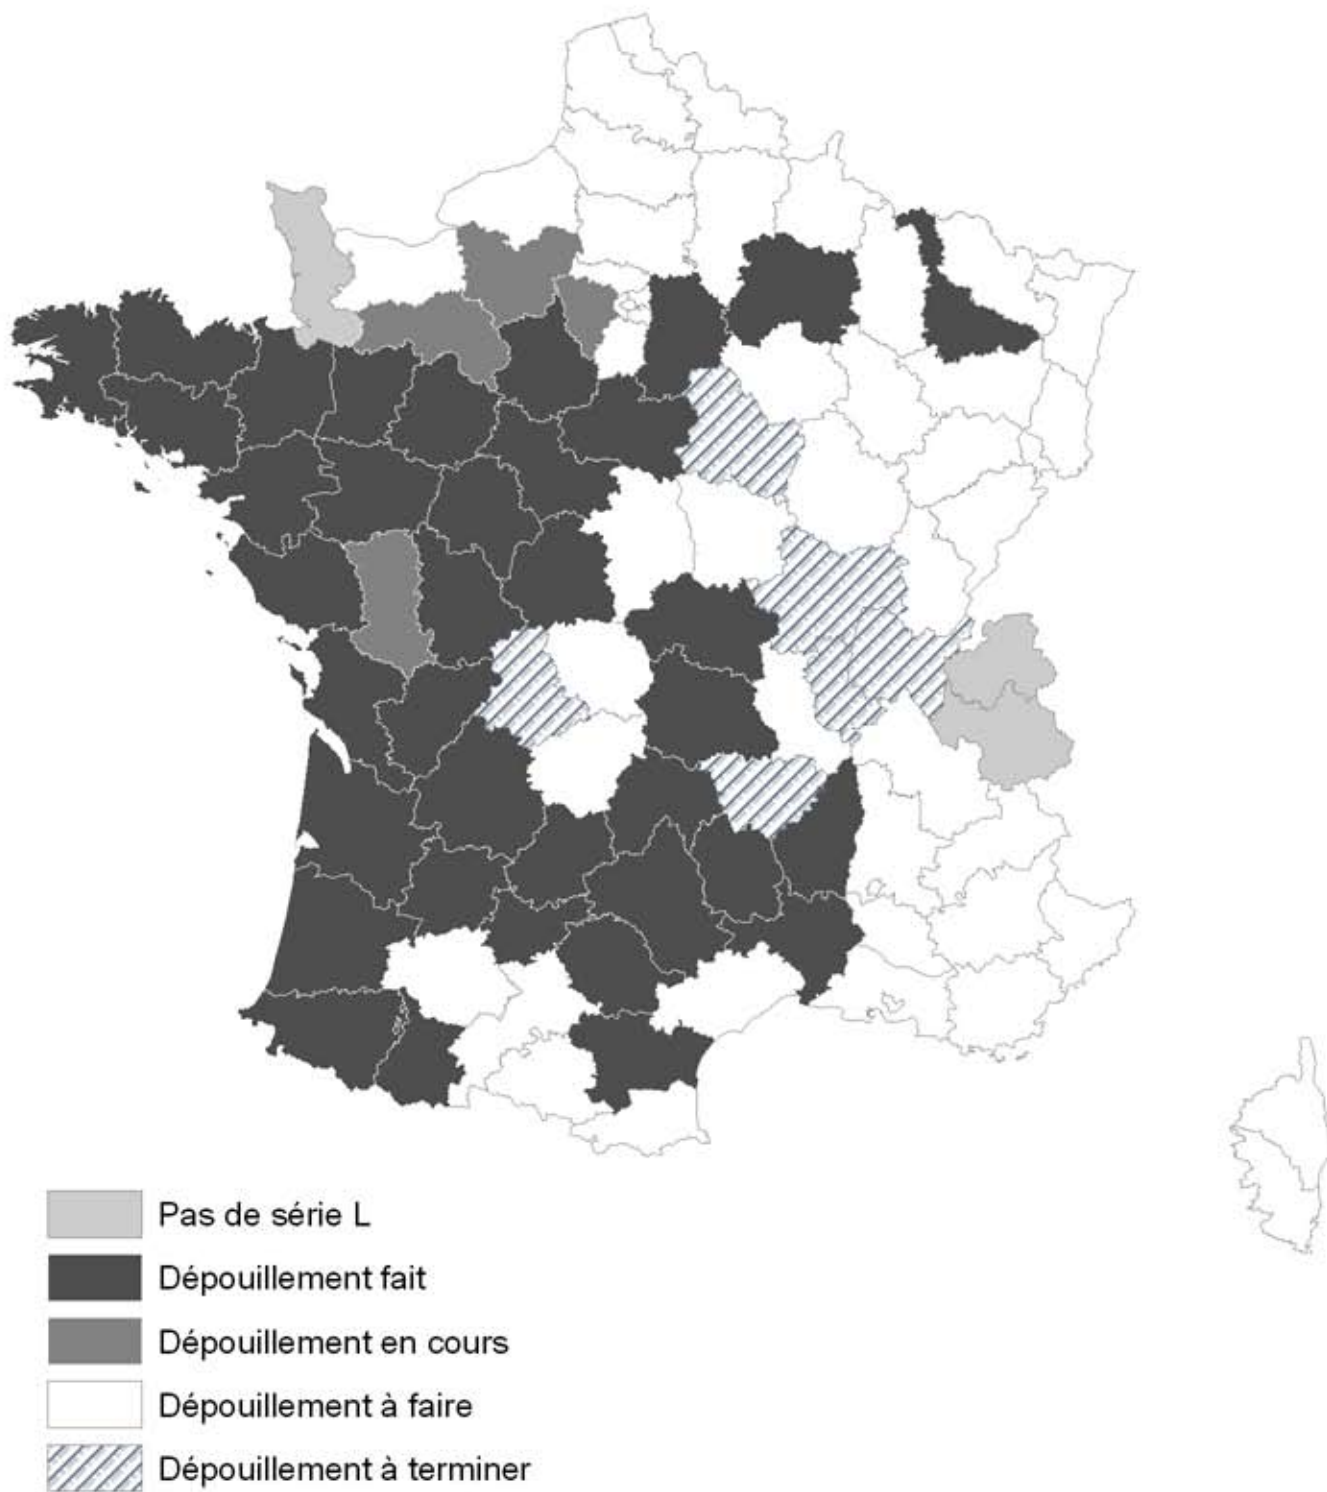 Pas de série L
Dépouillement fait
Dépouillement en cours
Dépouillement à faire
Dépouillement à terminer